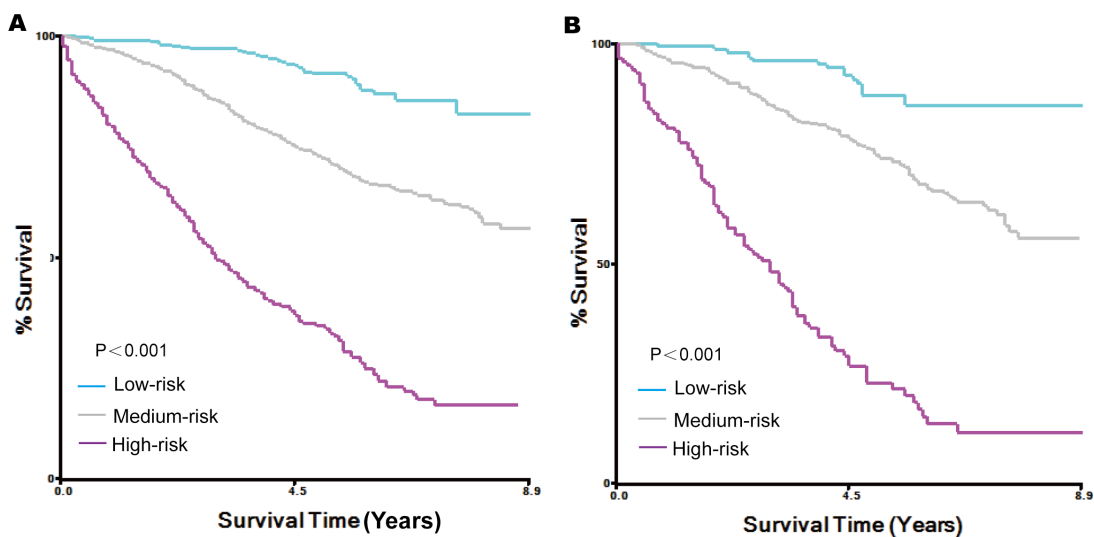 A
100
% Survival
0
P<0.001
Low-risk
Medium-risk
High-risk
0.0 4.5 8.9
Survival Time (Years)
B
100
% Survival
50
0
P<0.001
Low-risk
Medium-risk
High-risk
0.0 4.5 8.9
Survival Time (Years)